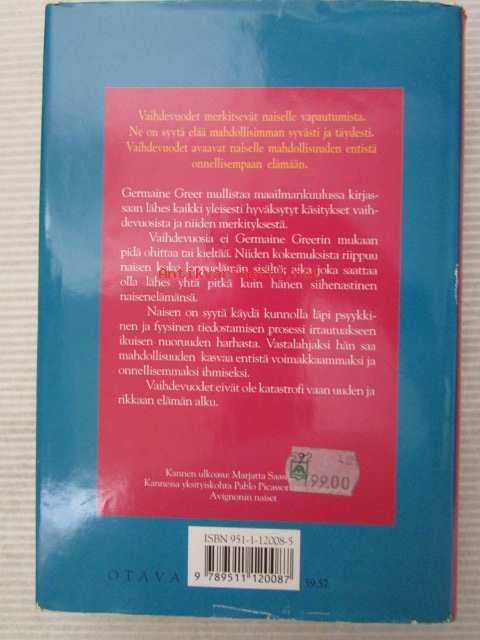 Vaihdevuodet merkitsevät naiselle vapautumista.
Ne on syytä elää mahdollisimman syvästi ja täydesti.
Vaihdevuodet avaavat naiselle mahdollisuuden entistä
onnellisempaan elämään.
Germaine Greer mullistaa maailmankuulussa kirjas-
saan lähes kaikki yleisesti hyväksytyt käsitykset vaih-
devuosista ja niiden merkityksestä.
Vaihdevuosia ei Germaine Greerin mukaan
pidä ohittaa tai kieltää. Niiden kokemuksista riippuu
naisen koko loppuelämän sisältö; aika joka saattaa
olla lähes yhtä pitkä kuin hänen siihenastinen
naisenelämänsä.
Naisen on syytä käydä kunnolla läpi psyykki-
nen ja fyysinen tiedostamisen prosessi irrautuakseen
ikuisen nuoruuden harhasta. Vastalahjaksi hän saa
mahdollisuuden kasvaa entistä voimakkaammaksi ja
onnellisemmaksi ihmiseksi.
Vaihdevuodet eivät ole katastrofi vaan uuden ja
rikkaan elämän alku.
592
199,00
Kannen ulkoasu: Marjatta
Kannessa yksityiskohta Pablo
Avignonin naiset
ISBN 951-1-12008-5
9 789511 120087
OTAVA
59.52